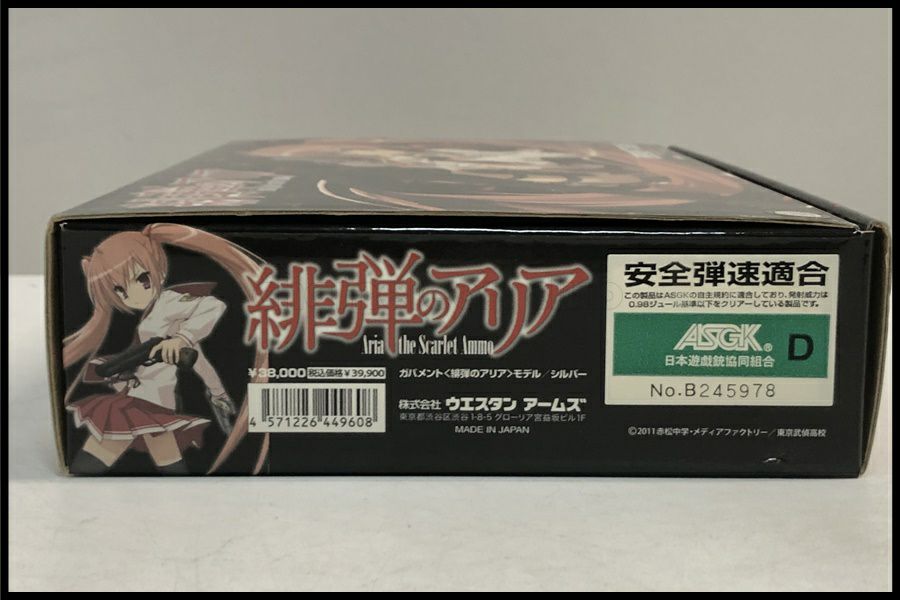 緋弾のアリア
Aria the Scarlet Ammo
¥38,000 税込価格¥39,900
ガバメント〈緋弾のアリア〉モデル／シルバー
4 571226 449608
株式会社 ウエスタン アームズ
東京都渋谷区渋谷1-8-5 グローリア宮益坂ビル1F
MADE IN JAPAN
安全弾速適合
この製品はASGKの自主規約に適合しており、発射威力は
0.98ジュール基準以下をクリアーしている製品です。
ASGK®
日本遊戯銃協同組合
D
No.B245978
©2011 赤松中学・メディアファクトリー／東京武偵高校